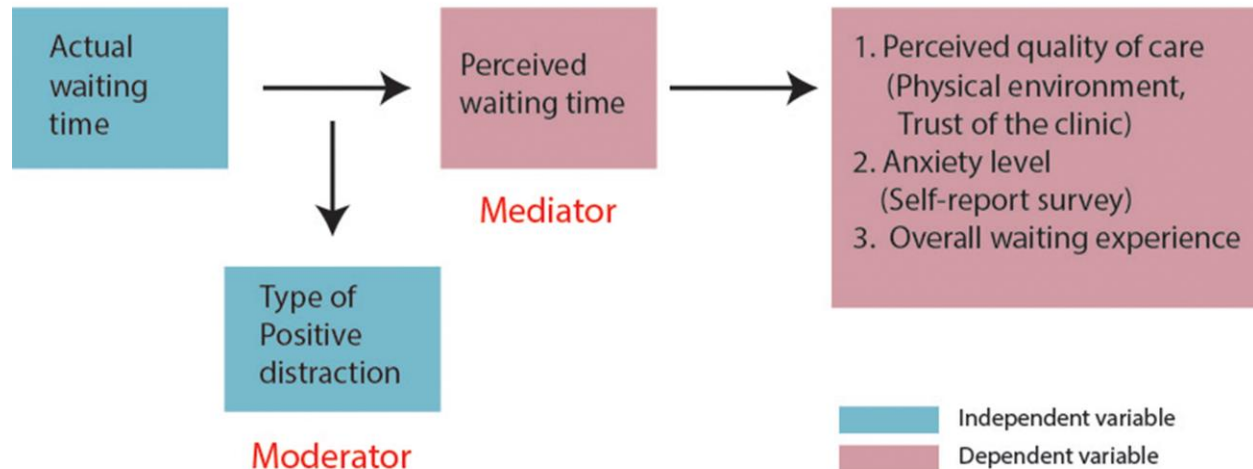 Actual
waiting
time
Perceived
waiting time
Mediator
1. Perceived quality of care
(Physical environment,
Trust of the clinic)
2. Anxiety level
(Self-report survey)
3. Overall waiting experience
Type of
Positive
distraction
Moderator
Independent variable
Dependent variable